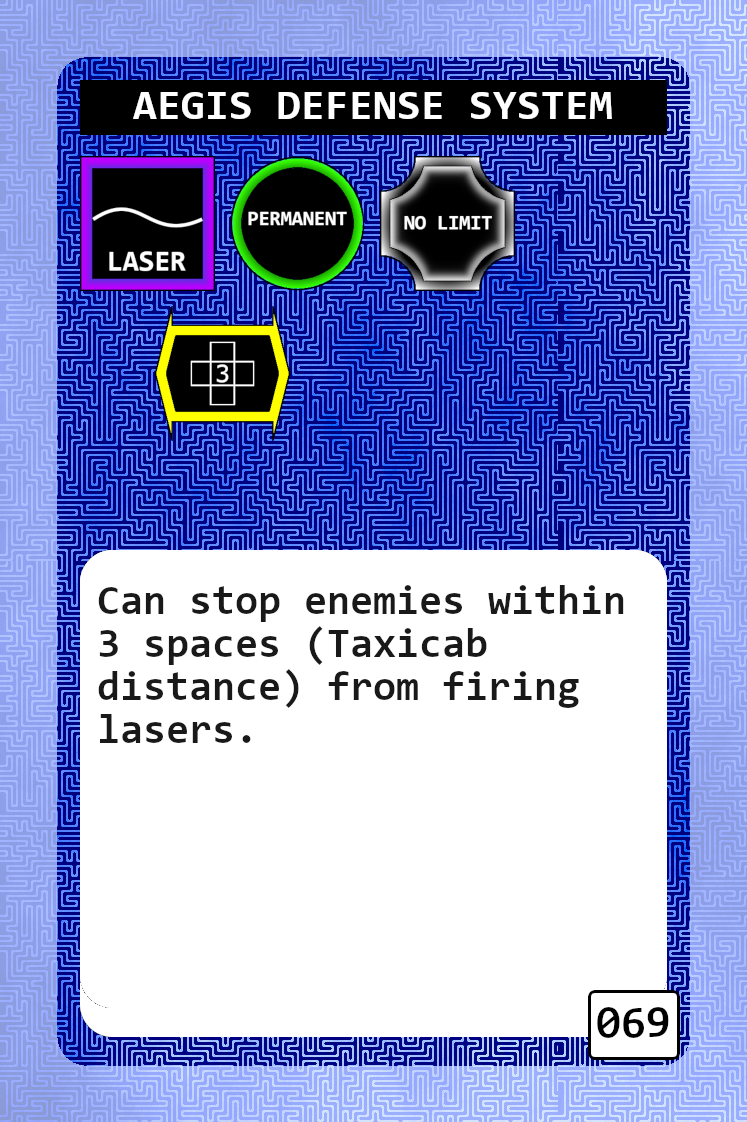 AEGIS DEFENSE SYSTEM
LASER
PERMANENT
NO LIMIT
3
Can stop enemies within
3 spaces (Taxicab
distance) from firing
lasers.
069